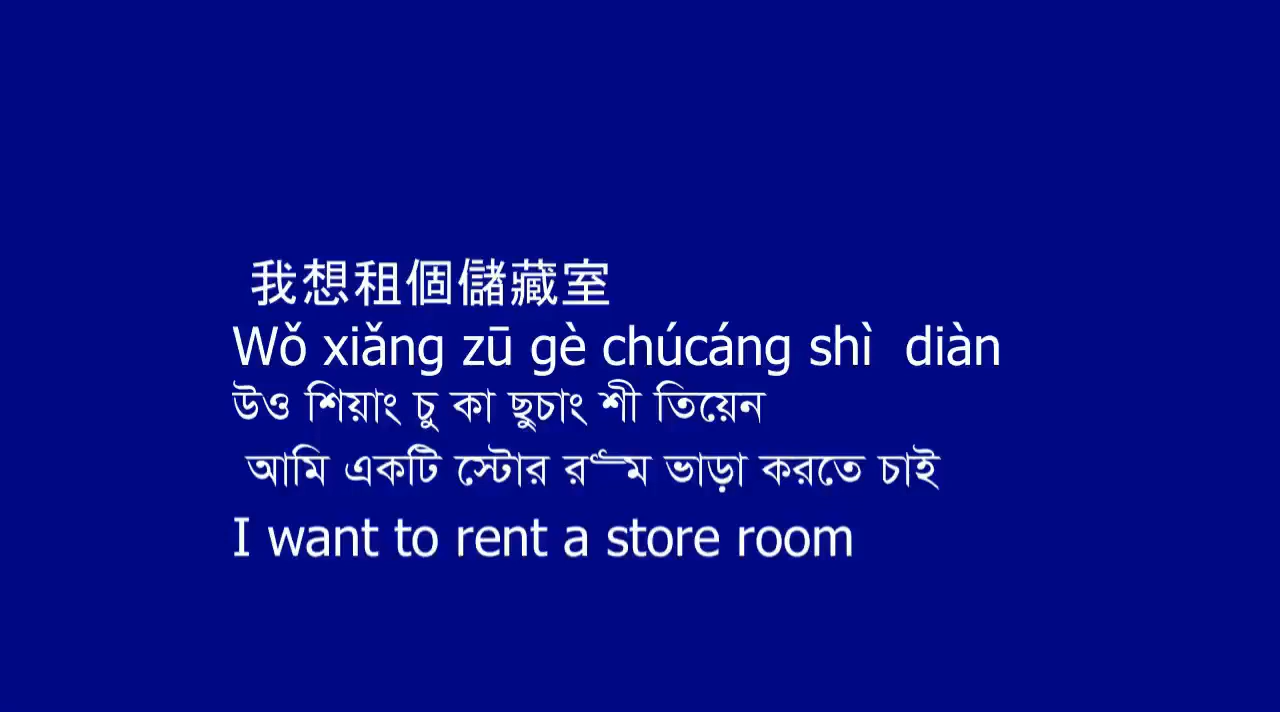 我想租個儲藏室
Wǒ xiǎng zū gè chúcáng shì diàn
উও শিয়াং চু কা ছুচাং শী তিয়েন
আমি একটি স্টোর ভাড়া করতে চাই
I want to rent a store room